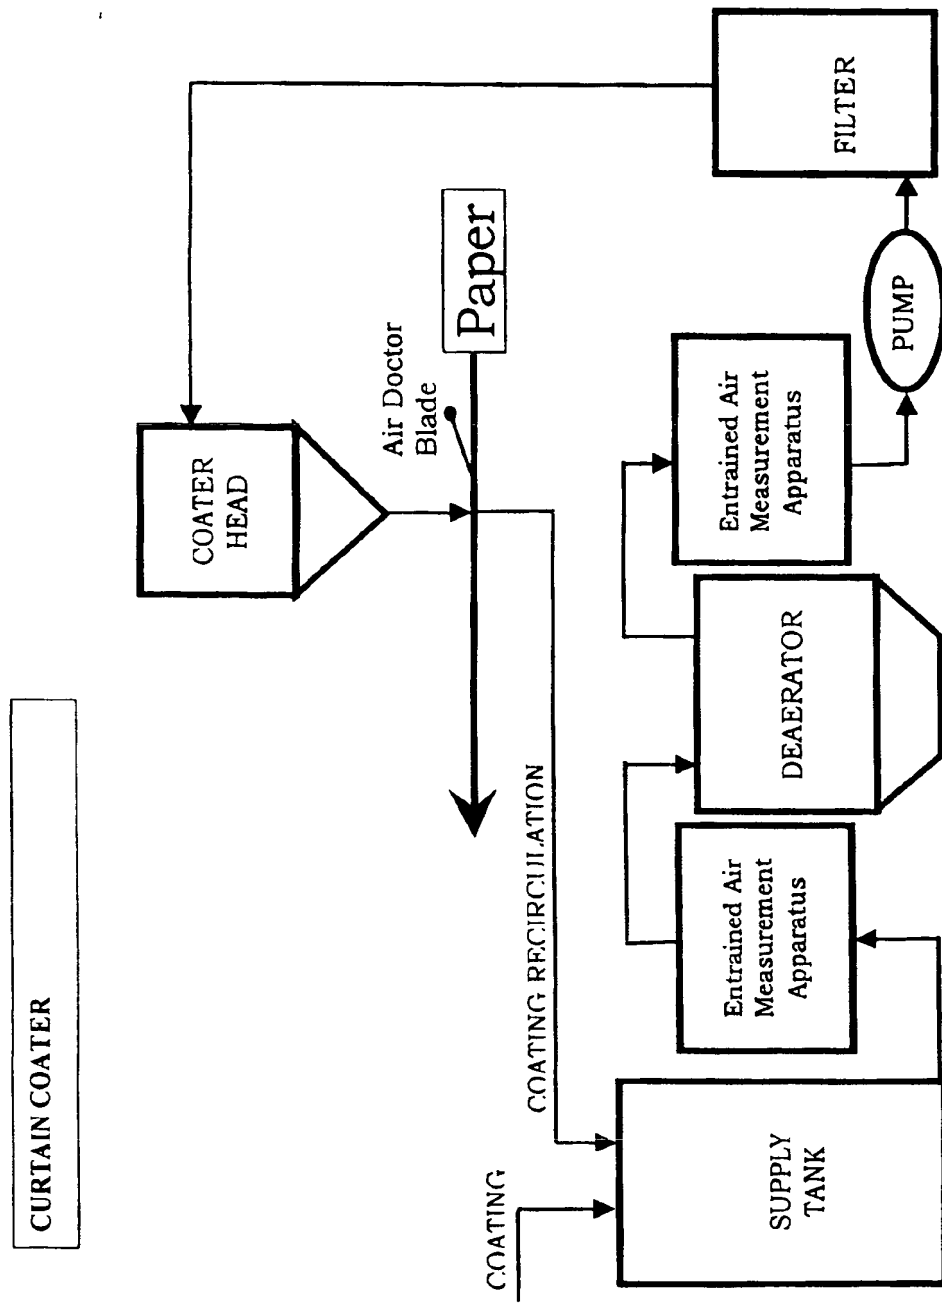 CURTAIN COATER
COATER
HEAD
Air Doctor
Blade
Paper
COATING RECIRCULATION
COATING
SUPPLY
TANK
Entrained Air
Measurement
Apparatus
DEAERATOR
Entrained Air
Measurement
Apparatus
PUMP
FILTER